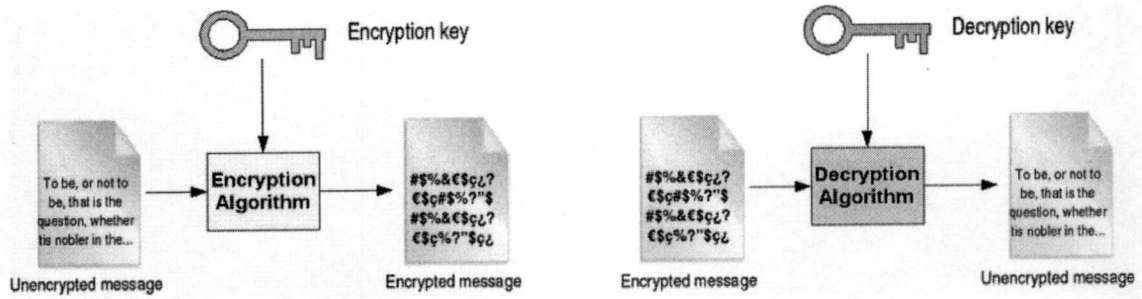 Encryption key
To be, or not to
be, that is the
question, whether
tis nobler in the...
Unencrypted message
Encryption
Algorithm
#$%&€$ç¿?
€$ç#$%?"$
#$%&€$ç¿?
€$ç%?"$ç¿
Encrypted message
Decryption key
#$%&€$ç¿?
€$ç#$%?"$
#$%&€$ç¿?
€$ç%?"$ç¿
Encrypted message
Decryption
Algorithm
To be, or not to
be, that is the
question, whether
tis nobler in the...
Unencrypted message